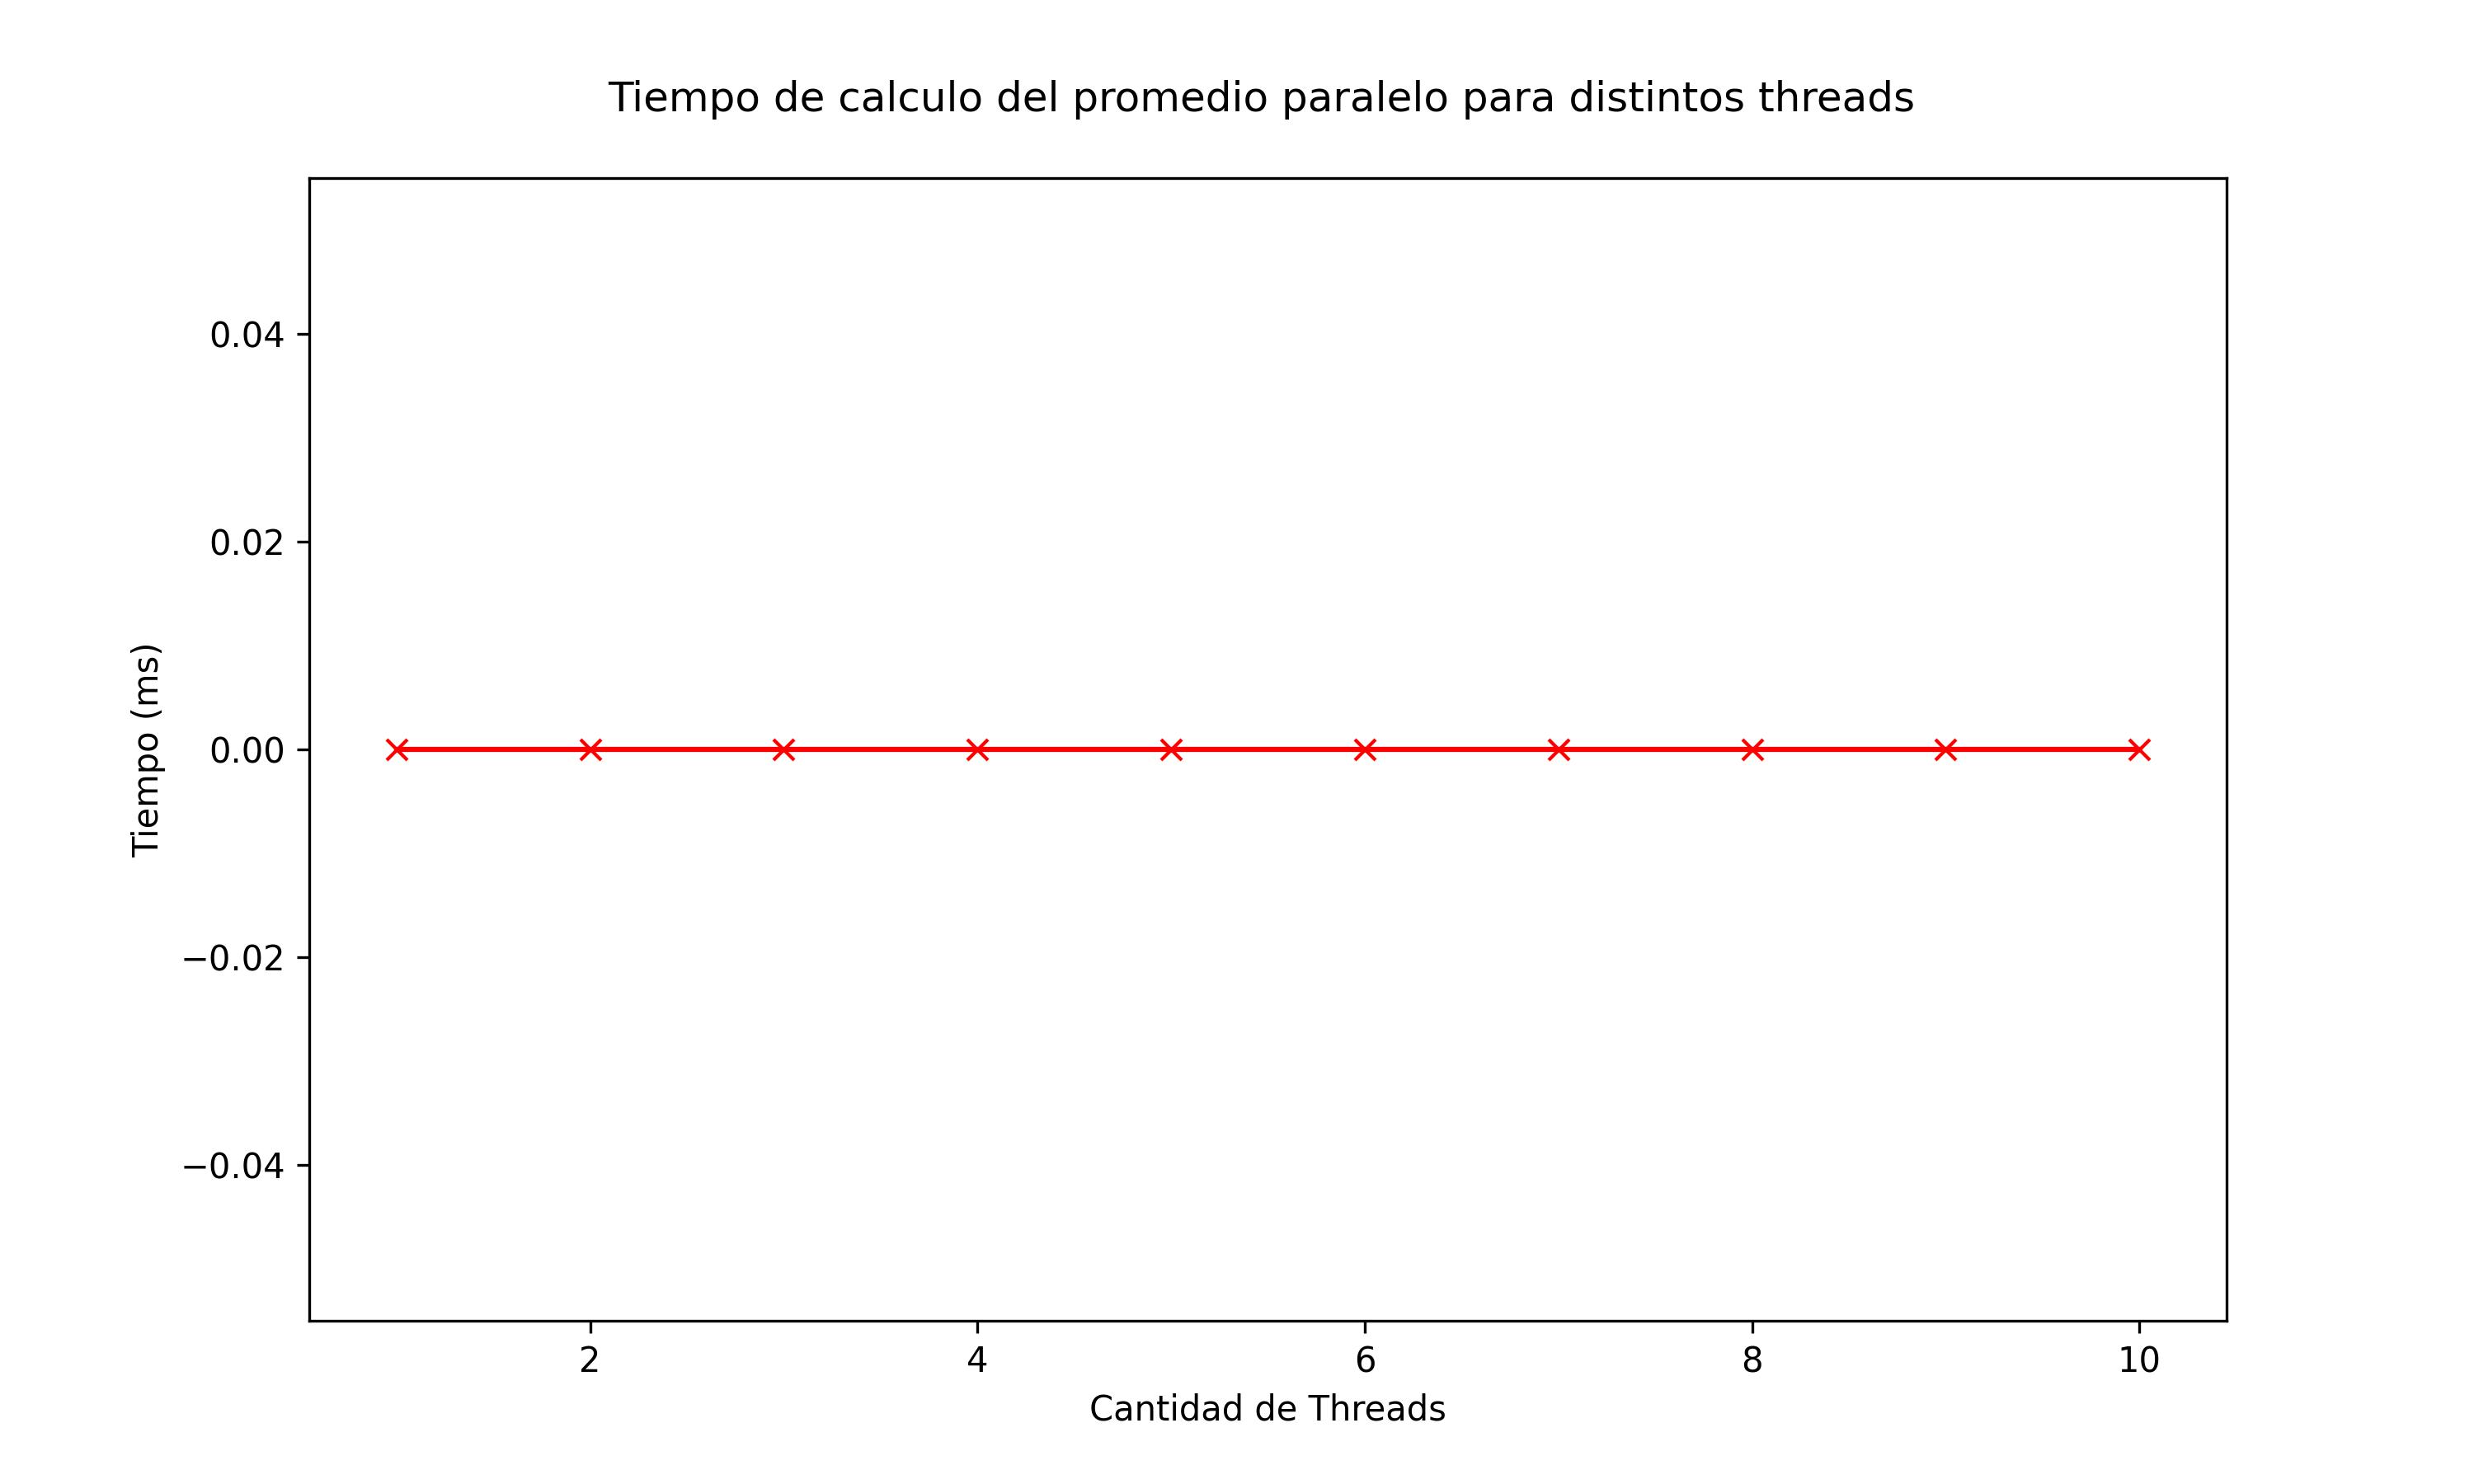 Tiempo de calculo del promedio paralelo para distintos threads
Tiempo (ms)
0.04
0.02
0.00
−0.02
−0.04
2 4 6 8 10
Cantidad de Threads